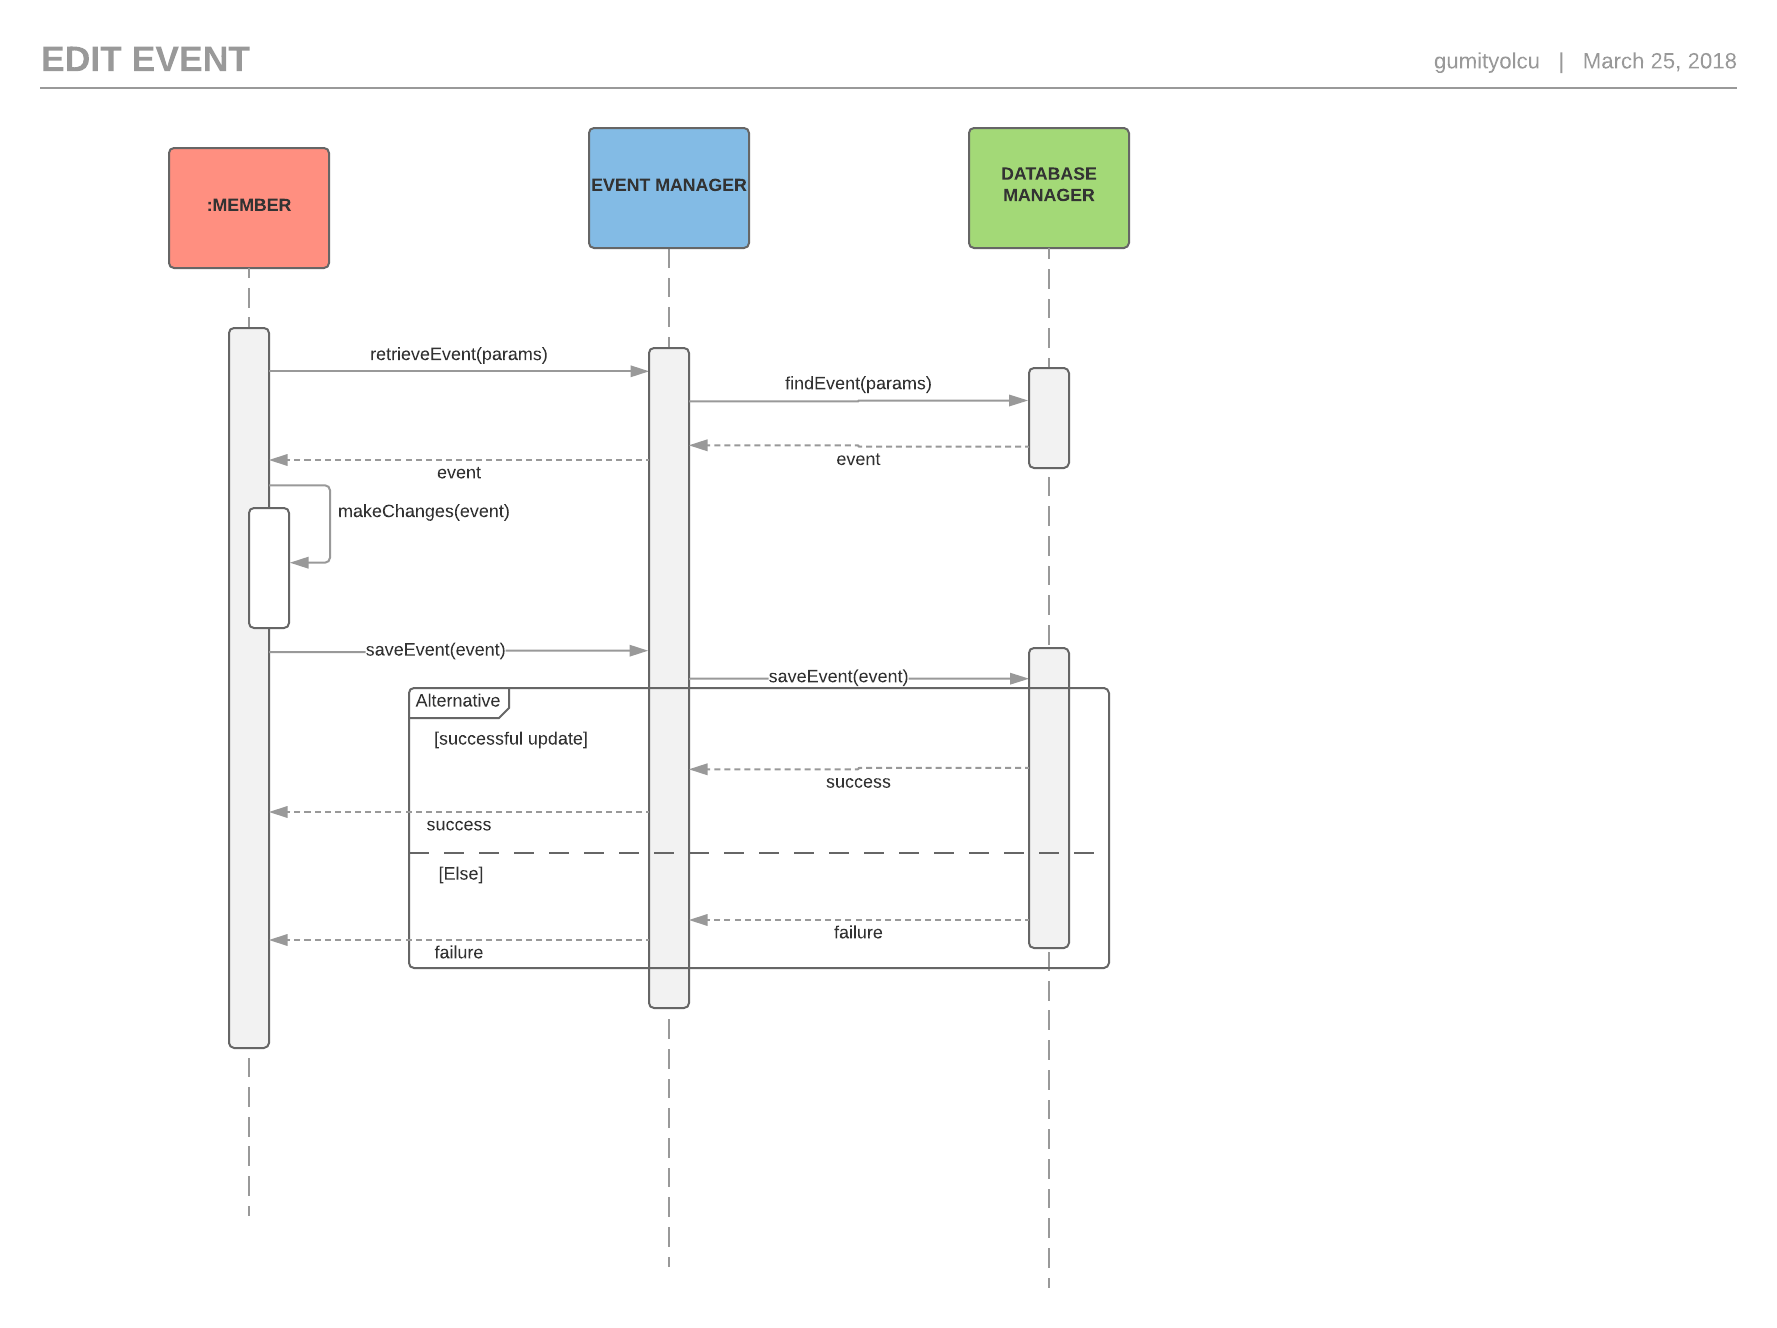 EDIT EVENT
gumityolcu | March 25, 2018
:MEMBER
EVENT MANAGER
DATABASE
MANAGER
retrieveEvent(params)
findEvent(params)
event
event
makeChanges(event)
saveEvent(event)
saveEvent(event)
Alternative
[successful update]
success
success
[Else]
failure
failure